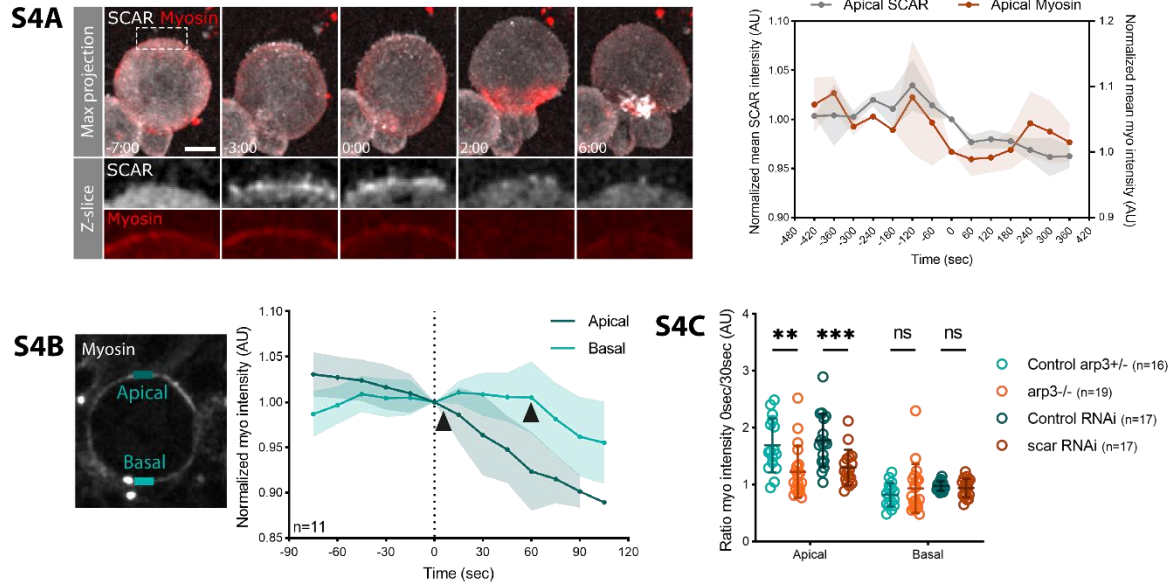 S4A
Max projection
SCAR Myosin
-7:00
-3:00
0:00
2:00
6:00
Z-slice
SCAR
Myosin
Apical SCAR
Apical Myosin
Normalized mean SCAR intensity (AU)
1.10
1.05
1.00
0.95
0.90
1.2
1.1
1.0
0.9
Normalized mean myo intensity (AU)
-480
-420
-360
-300
-240
-180
-120
-60
0
60
120
180
240
300
360
420
Time (sec)
S4B
Myosin
Apical
Basal
Normalized myo intensity (AU)
1.10
1.05
1.00
0.95
0.90
0.85
Apical
Basal
n=11
-90
-60
-30
0
30
60
90
120
Time (sec)
S4C
Ratio myo intensity 0sec/30sec (AU)
4
3
2
1
0
** *** ns ns
Apical
Basal
Control arp3+/- (n=16)
arp3-/- (n=19)
Control RNAi (n=17)
scar RNAi (n=17)